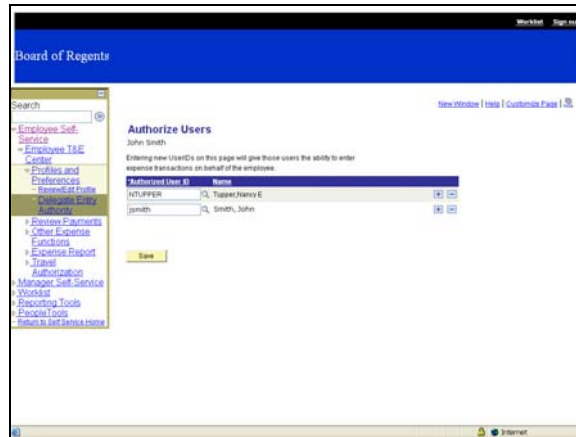 Worklist Sign ou
Board of Regents
New Window | Help | Customize Page |
Search
Employee Self-
Service
Employee T&E
Center
Profiles and
Preferences
Review/Edit Profile
Delegate Entry
Authority
Review Payments
Other Expense
Functions
Expense Report
Travel
Authorization
Manager Self-Service
Worklist
Reporting Tools
PeopleTools
Return to Self Service Home
Authorize Users
John Smith
Entering new UserIDs on this page will give those users the ability to enter
expense transactions on behalf of the employee.
*Authorized User ID Name
NTUPPER Tupper,Nancy E
jsmith Smith, John
Save
Internet